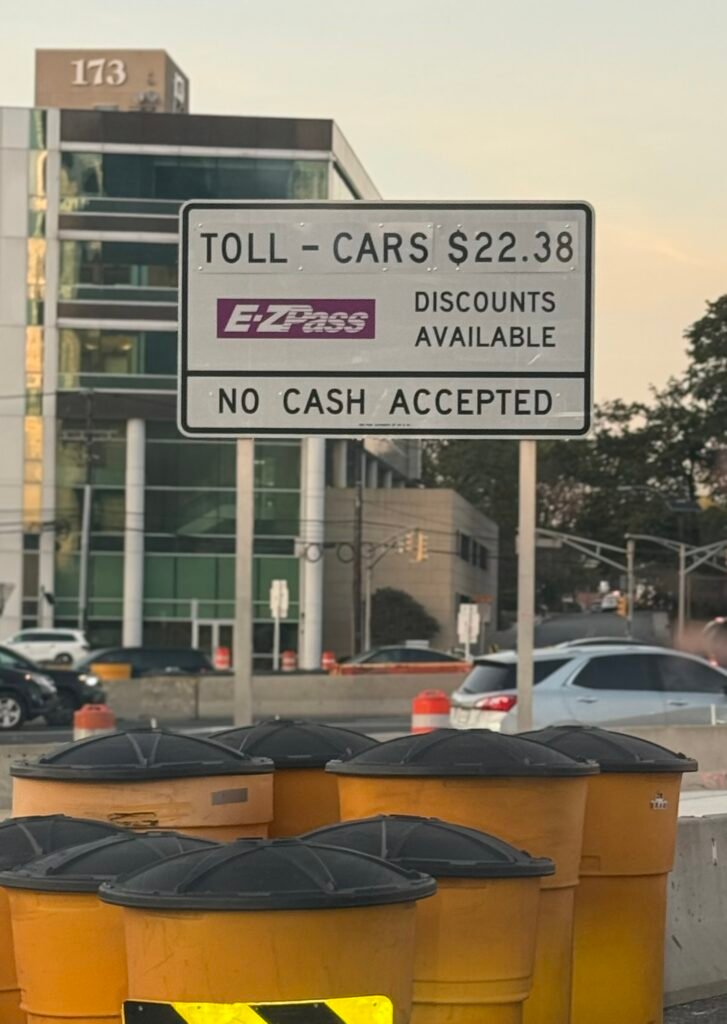 173
TOLL - CARS $22.38
E-ZPass
DISCOUNTS
AVAILABLE
NO CASH ACCEPTED